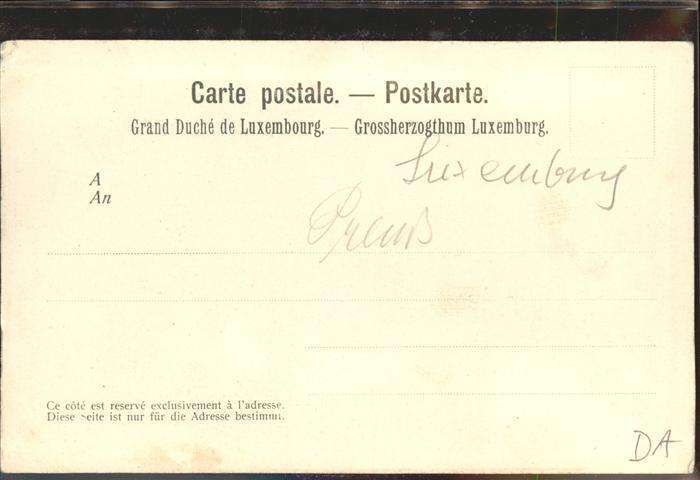 Carte postale. — Postkarte.
Grand Duché de Luxembourg. — Grossherzogthum Luxemburg.
Luxemburg
A
An
Preuß
Ce côté est reservé exclusivement à l'adresse.
Diese Seite ist nur für die Adresse bestimmt.
DA